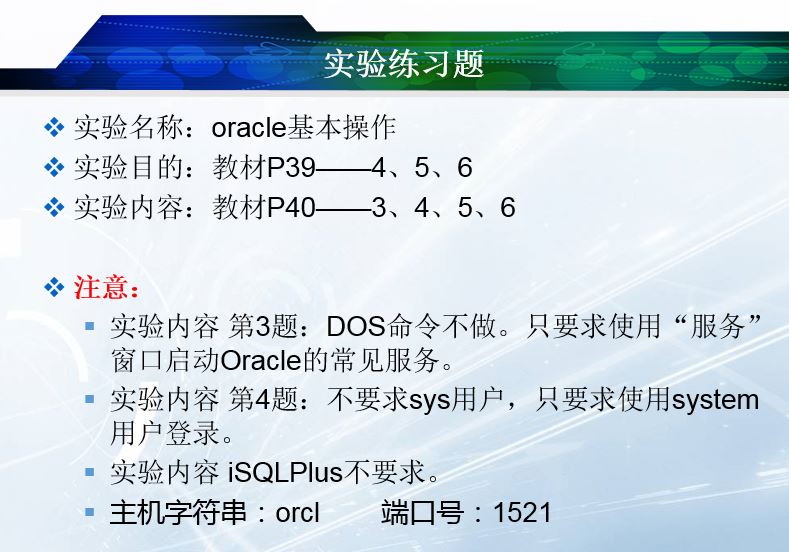 实验练习题
实验名称：oracle基本操作
实验目的：教材P39——4、5、6
实验内容：教材P40——3、4、5、6
注意：
实验内容 第3题：DOS命令不做。只要求使用“服务”
窗口启动Oracle的常见服务。
实验内容 第4题：不要求sys用户，只要求使用system
用户登录。
实验内容 iSQLPlus不要求。
主机字符串：orcl 端口号：1521